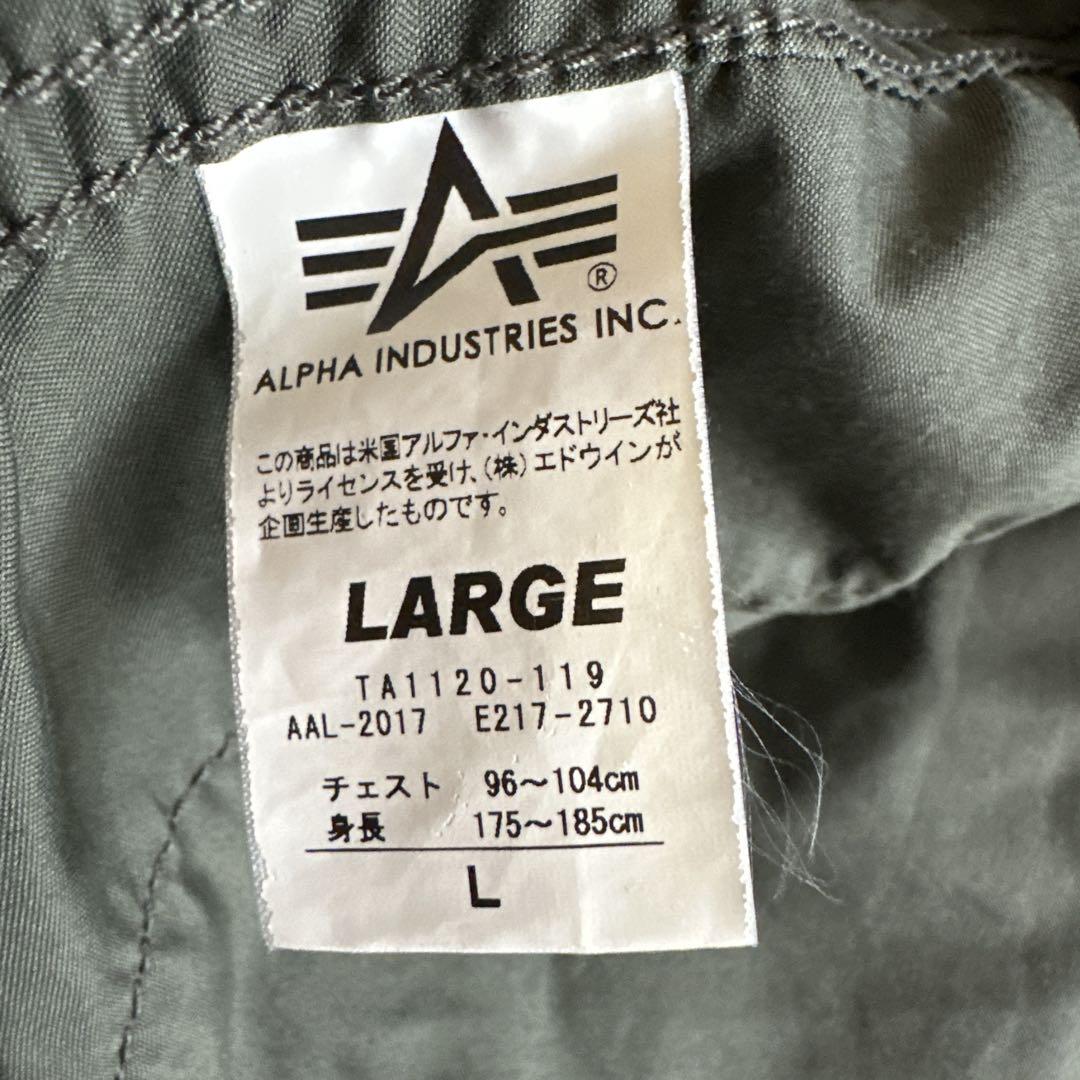 ®
ALPHA INDUSTRIES INC.
この商品は米国アルファ・インダストリーズ社
よりライセンスを受け、(株)エドウインが
企画生産したものです。
LARGE
TA1120-119
AAL-2017 E217-2710
チェスト 96〜104cm
身長 175〜185cm
L